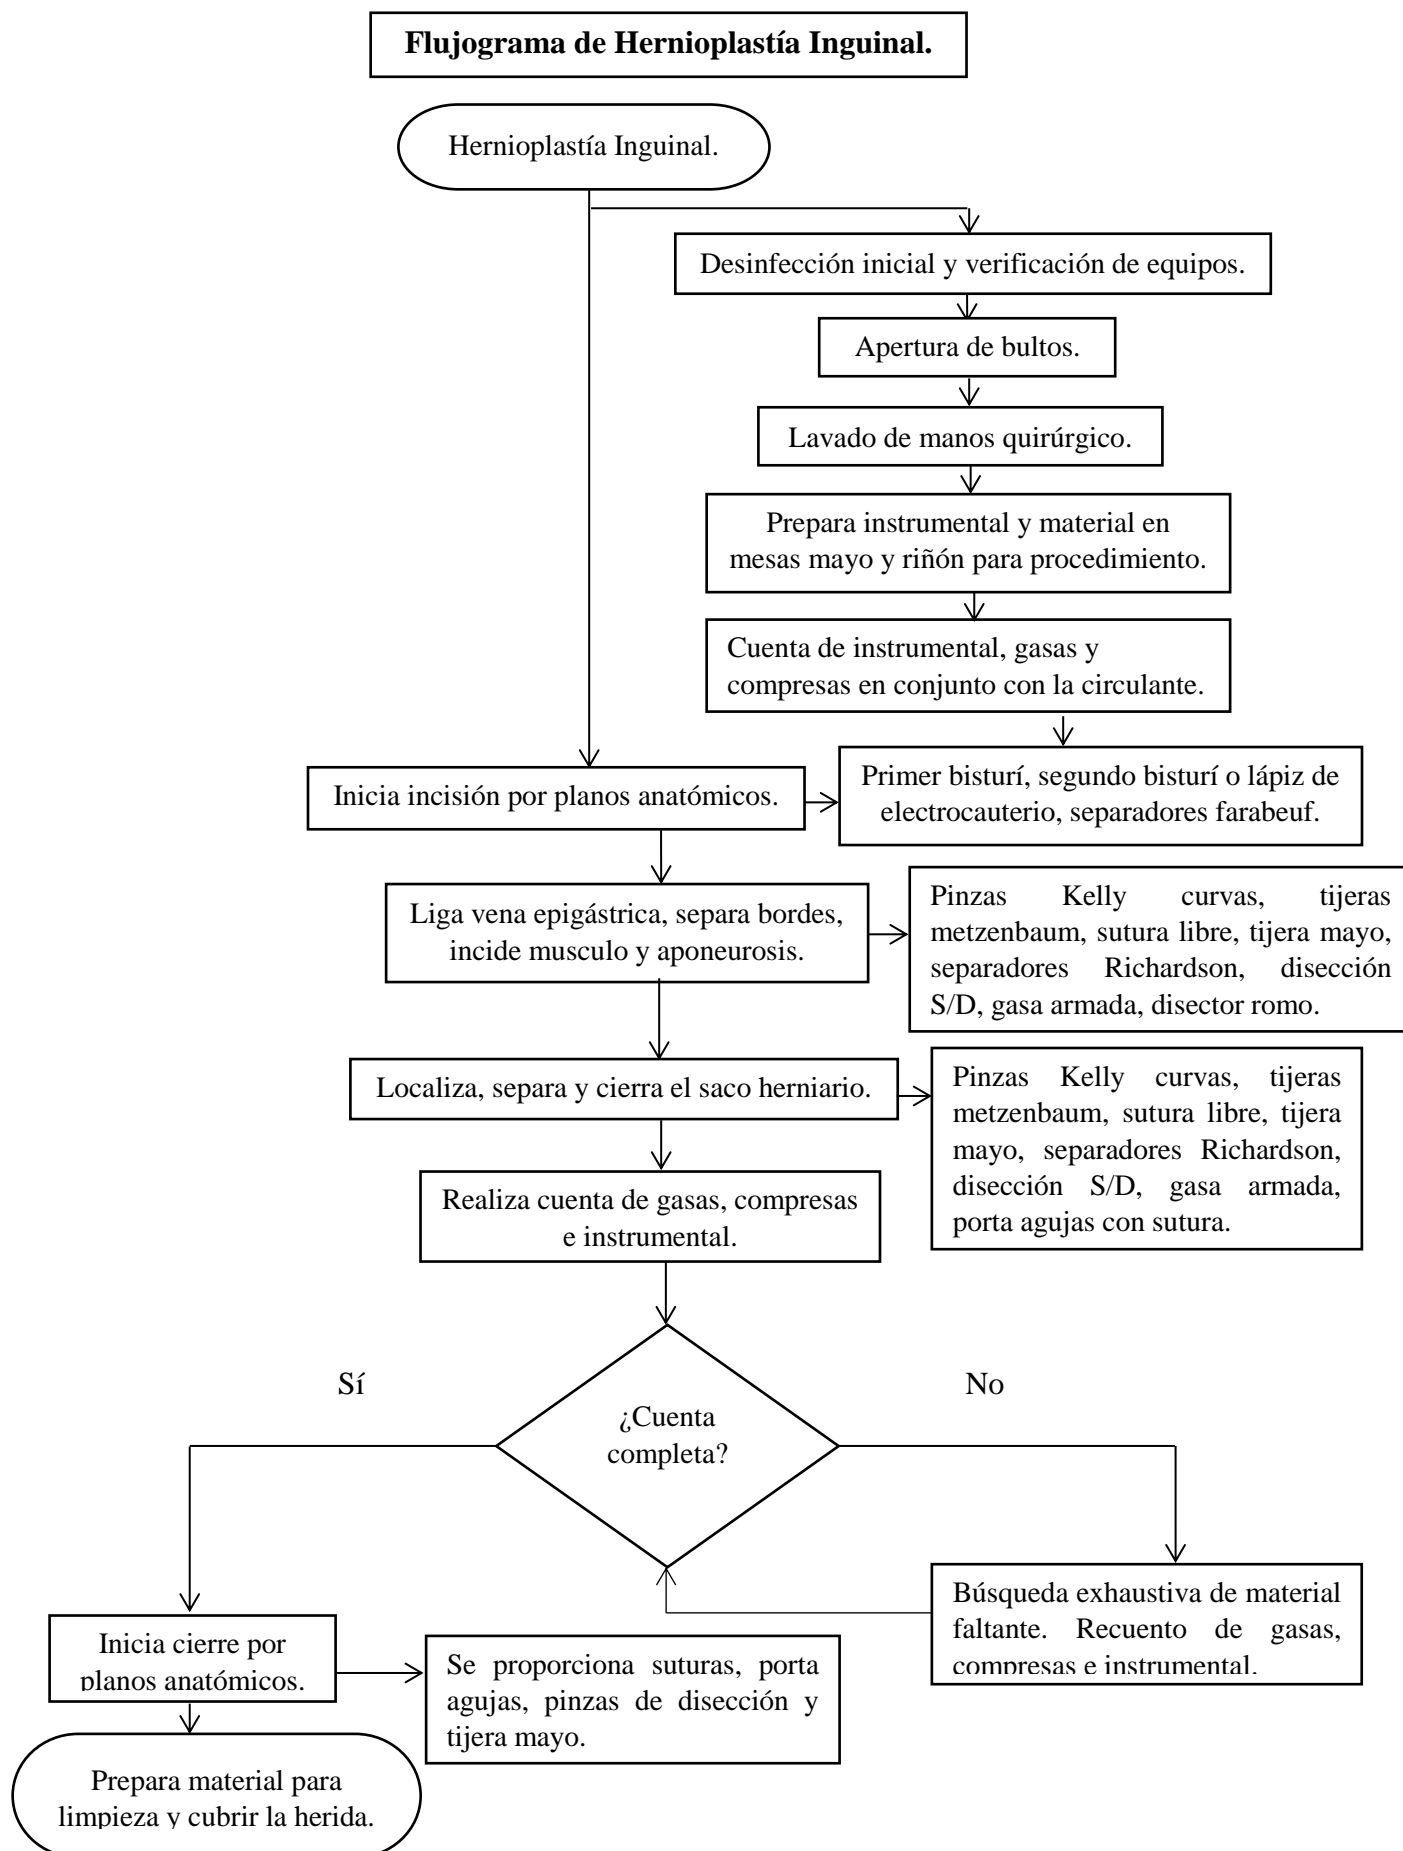 Flujograma de Hernioplastía Inguinal.
Hernioplastía Inguinal.
Desinfección inicial y verificación de equipos.
Apertura de bultos.
Lavado de manos quirúrgico.
Prepara instrumental y material en
mesas mayo y riñón para procedimiento.
Cuenta de instrumental, gasas y
compresas en conjunto con la circulante.
Inicia incisión por planos anatómicos.
Primer bisturí, segundo bisturí o lápiz de
electrocauterio, separadores farabeuf.
Liga vena epigástrica, separa bordes,
incide musculo y aponeurosis.
Pinzas Kelly curvas, tijeras
metzenbaum, sutura libre, tijera mayo,
separadores Richardson, disección
S/D, gasa armada, disector romo.
Localiza, separa y cierra el saco herniario.
Pinzas Kelly curvas, tijeras
metzenbaum, sutura libre, tijera
mayo, separadores Richardson,
disección S/D, gasa armada,
porta agujas con sutura.
Realiza cuenta de gasas, compresas
e instrumental.
¿Cuenta
completa?
Sí
No
Búsqueda exhaustiva de material
faltante. Recuento de gasas,
compresas e instrumental.
Inicia cierre por
planos anatómicos.
Se proporciona suturas, porta
agujas, pinzas de disección y
tijera mayo.
Prepara material para
limpieza y cubrir la herida.